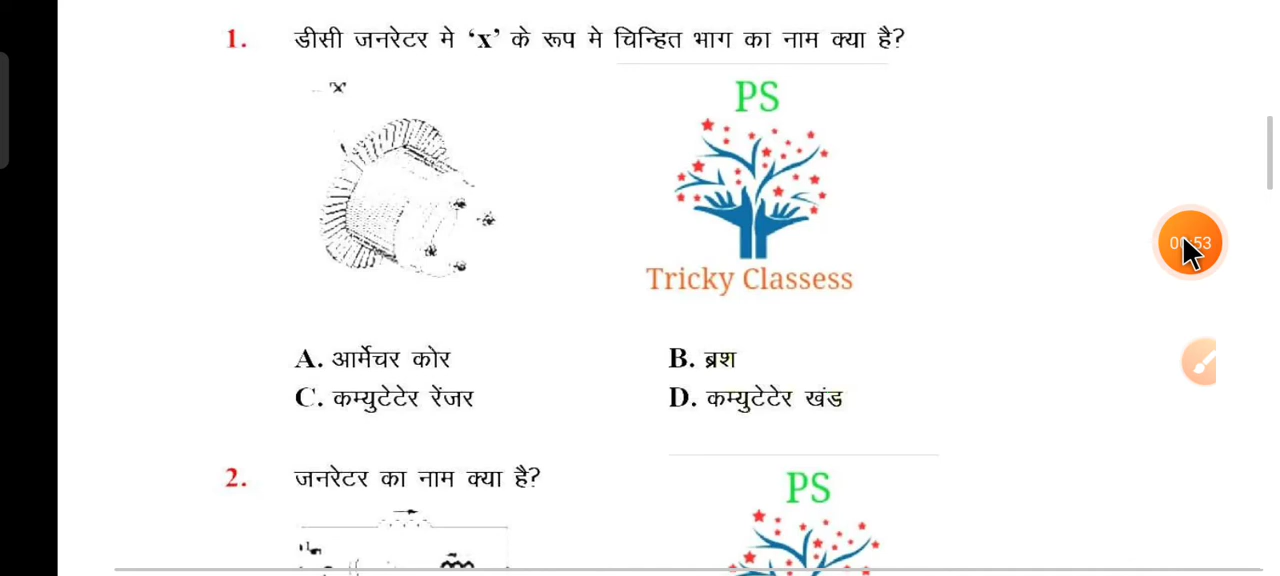 1. डीसी जनरेटर मे ‘x’ के रूप मे चिन्हित भाग का नाम क्या है?
'X'
PS
Tricky Classess
A. आर्मेचर कोर
B. ब्रश
C. कम्युटेटेर रेंजर
D. कम्युटेटेर खंड
2. जनरेटर का नाम क्या है?
PS